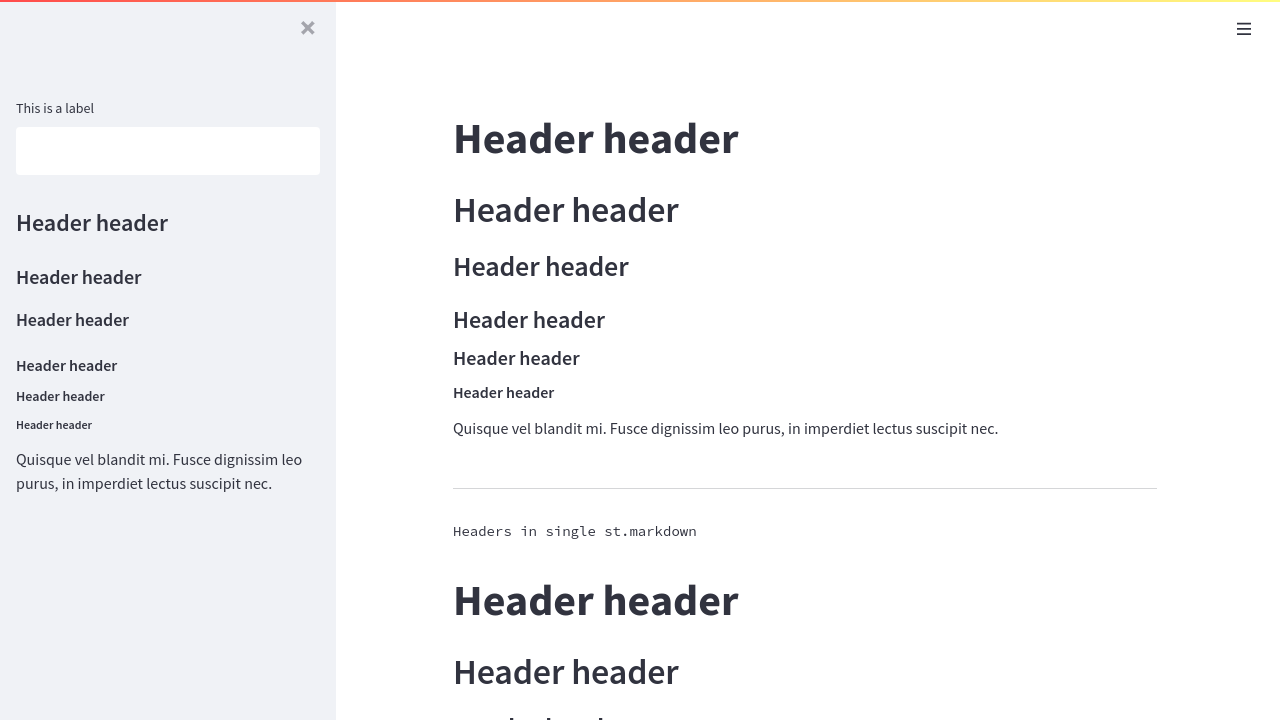 This is a label
Header header
Header header
Header header
Header header
Header header
Header header
Quisque vel blandit mi. Fusce dignissim leo
purus, in imperdiet lectus suscipit nec.
Header header
Header header
Header header
Header header
Header header
Header header
Quisque vel blandit mi. Fusce dignissim leo purus, in imperdiet lectus suscipit nec.
Headers in single st.markdown
Header header
Header header